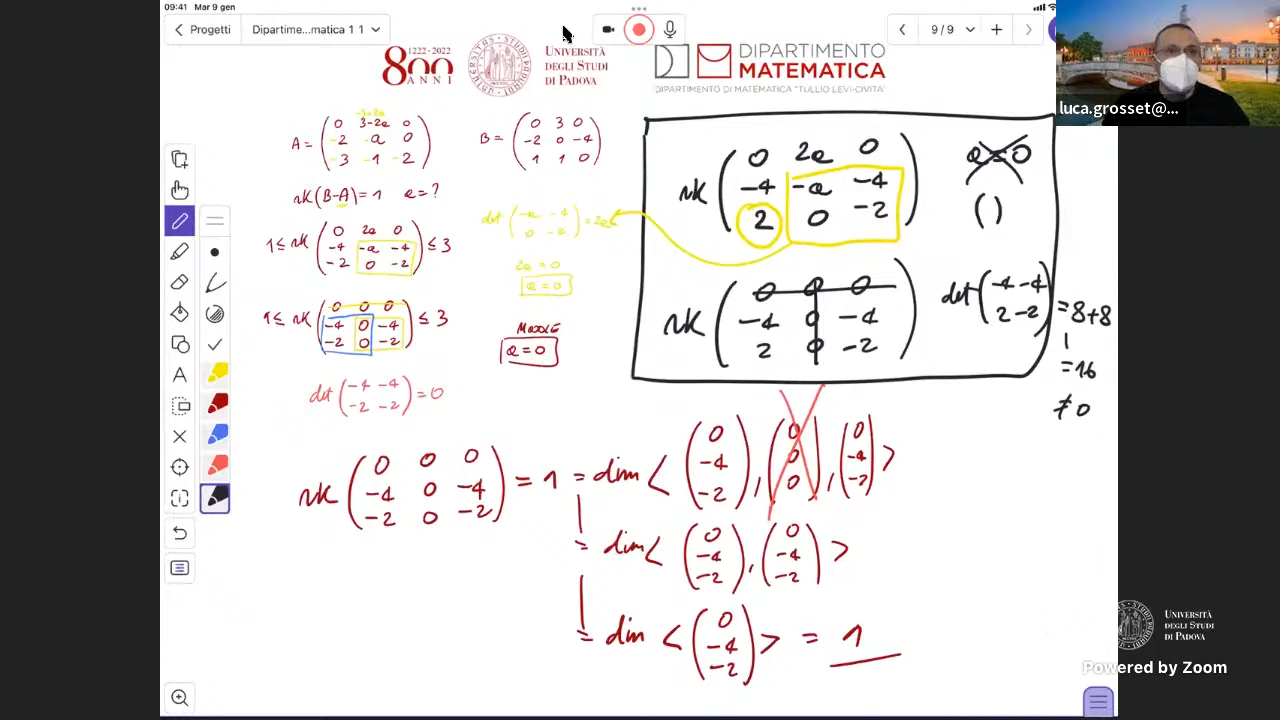 09:41 Mar 9 gen
Progetti
Dipartime...matica 1 1
9/9
800
1222·2022
ANNI
UNIVERSITÀ
DEGLI STUDI
DI PADOVA
DIPARTIMENTO
MATEMATICA
DIPARTIMENTO DI MATEMATICA "TULLIO LEVI-CIVITA"
luca.grosset@...
A = ( 0 3-2a 0
-2 -a 0
-3 -1 -2 )
B = ( 0 3 0
-2 0 -4
1 1 0 )
rk(B-A) = 1 a = ?
1 ≤ rk ( 0 2a 0
-4 -a -4
-2 0 -2 ) ≤ 3
det ( -a -4
0 -2 ) = 2a
2a = 0
a = 0
1 ≤ rk ( 0 0 0
-4 0 -4
-2 0 -2 ) ≤ 3
MOODLE
a = 0
det ( -4 -4
-2 -2 ) = 0
rk ( 0 2a 0
-4 -a -4
2 0 -2 )
a = 0
( )
rk ( 0 0 0
-4 0 -4
2 0 -2 )
det ( -4 -4
2 -2 )
= 8+8
= 16
≠ 0
rk ( 0 0 0
-4 0 -4
-2 0 -2 ) = 1 = dim < ( 0
-4
-2 ) , ( 0
0
0 ) , ( 0
-4
-2 ) >
= dim < ( 0
-4
-2 ) , ( 0
-4
-2 ) >
= dim < ( 0
-4
-2 ) > = 1
A
UNIVERSITÀ
DEGLI STUDI
DI PADOVA
Powered by Zoom